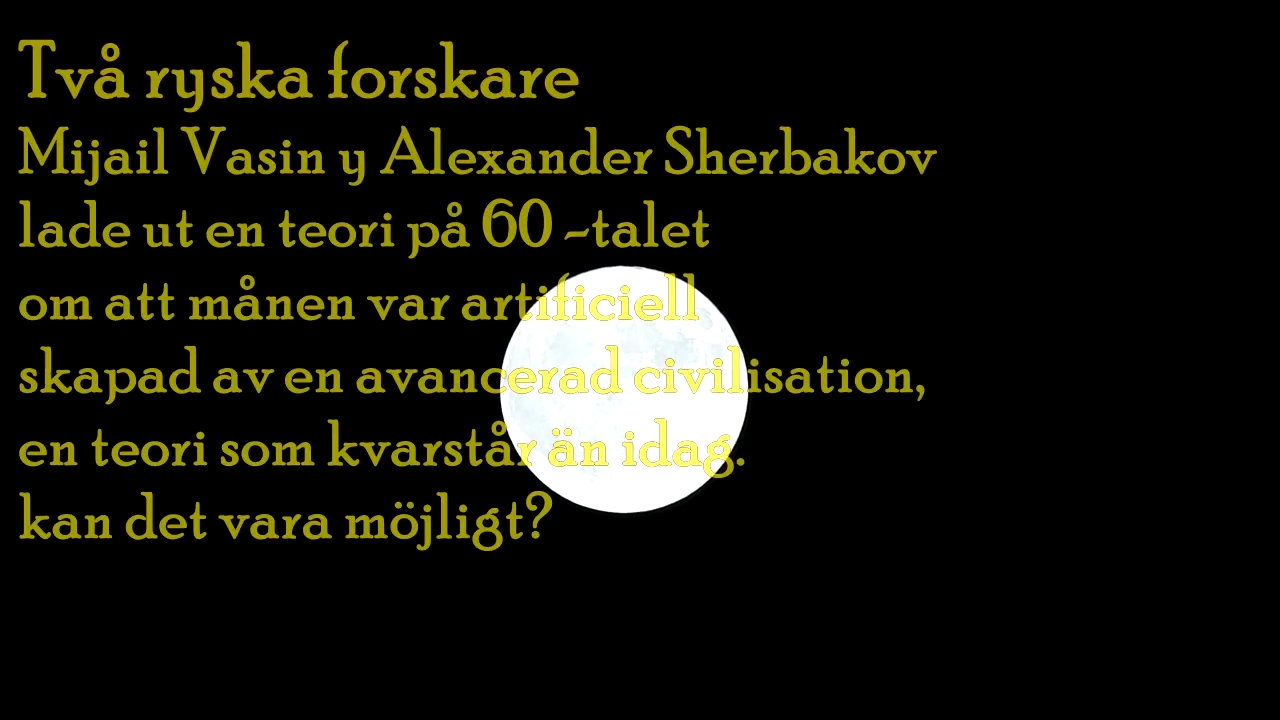 Två ryska forskare
Mijail Vasin y Alexander Sherbakov
lade ut en teori på 60 -talet
om att månen var artificiell
skapad av en avancerad civilisation,
en teori som kvarstår än idag.
kan det vara möjligt?